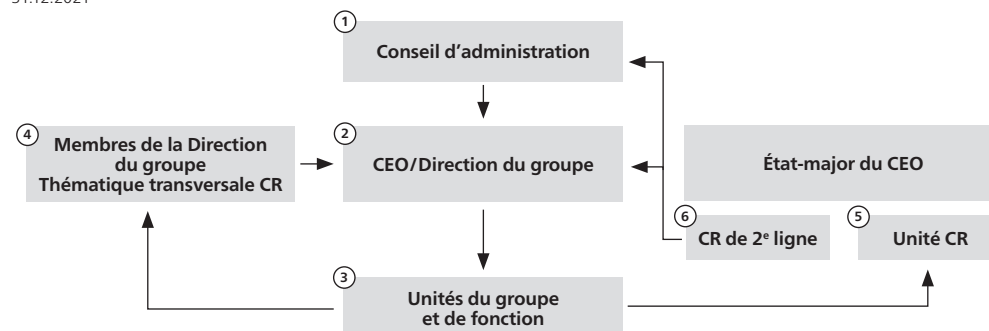 31.12.2021
1
Conseil d’administration
4
Membres de la Direction
du groupe
Thématique transversale CR
2
CEO/Direction du groupe
État-major du CEO
6
CR de 2e ligne
5
Unité CR
3
Unités du groupe
et de fonction